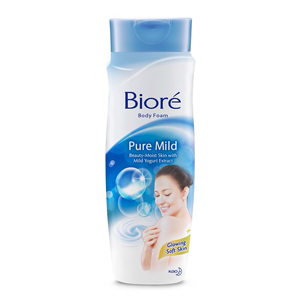 Bioré
Body Foam
Pure Mild
Beauty-Moist Skin with
Mild Yogurt Extract
Glowing
Soft Skin
Kao